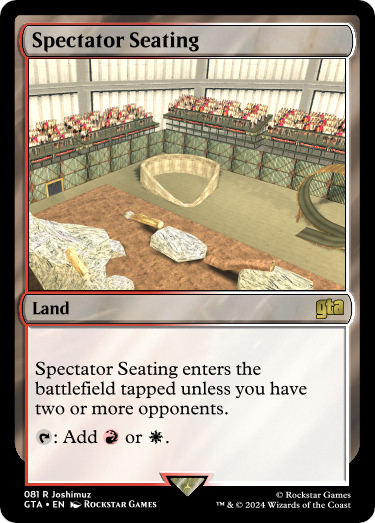 Spectator Seating
Land
gta
Spectator Seating enters the
battlefield tapped unless you have
two or more opponents.
: Add or .
081 R Joshimuz
GTA • EN Rockstar Games
© Rockstar Games
™ & © 2024 Wizards of the Coast